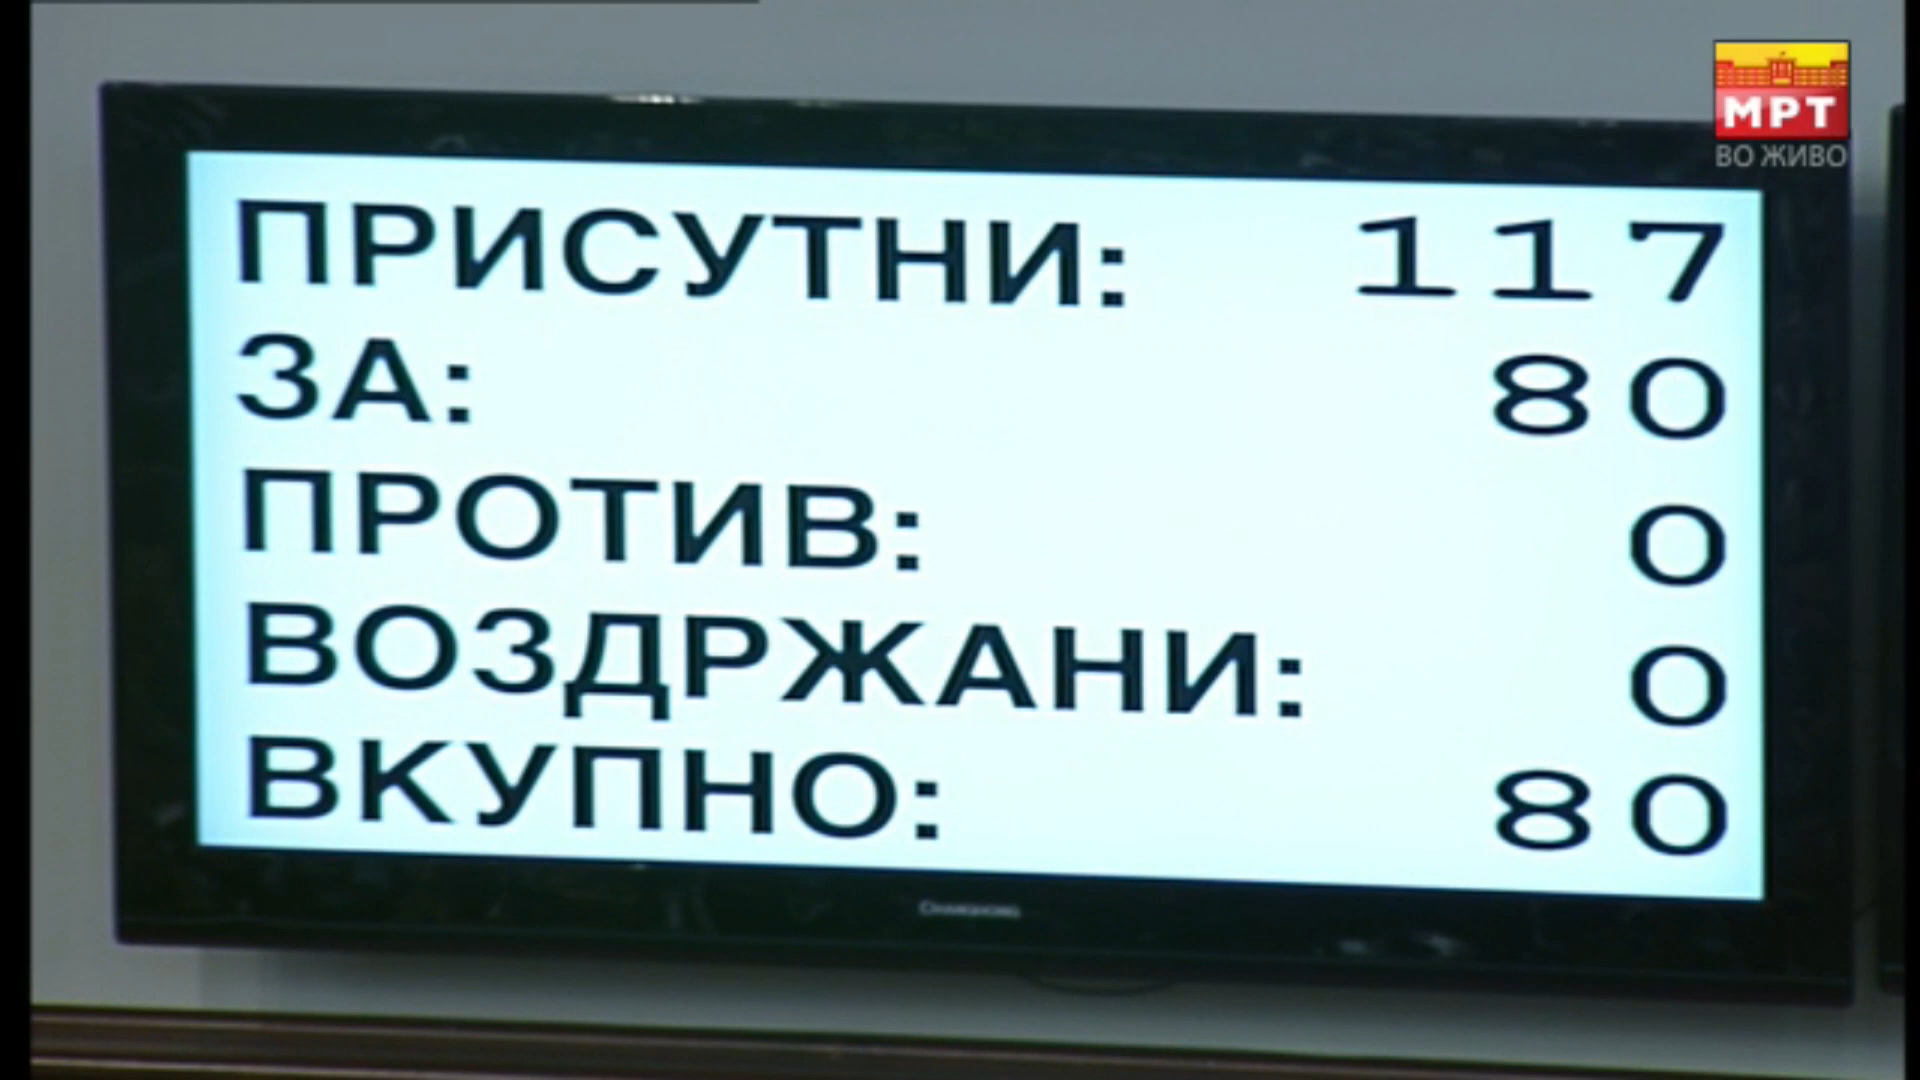 МРТ
ВО ЖИВО
ПРИСУТНИ: 117
ЗА: 80
ПРОТИВ: 0
ВОЗДРЖАНИ: 0
ВКУПНО: 80